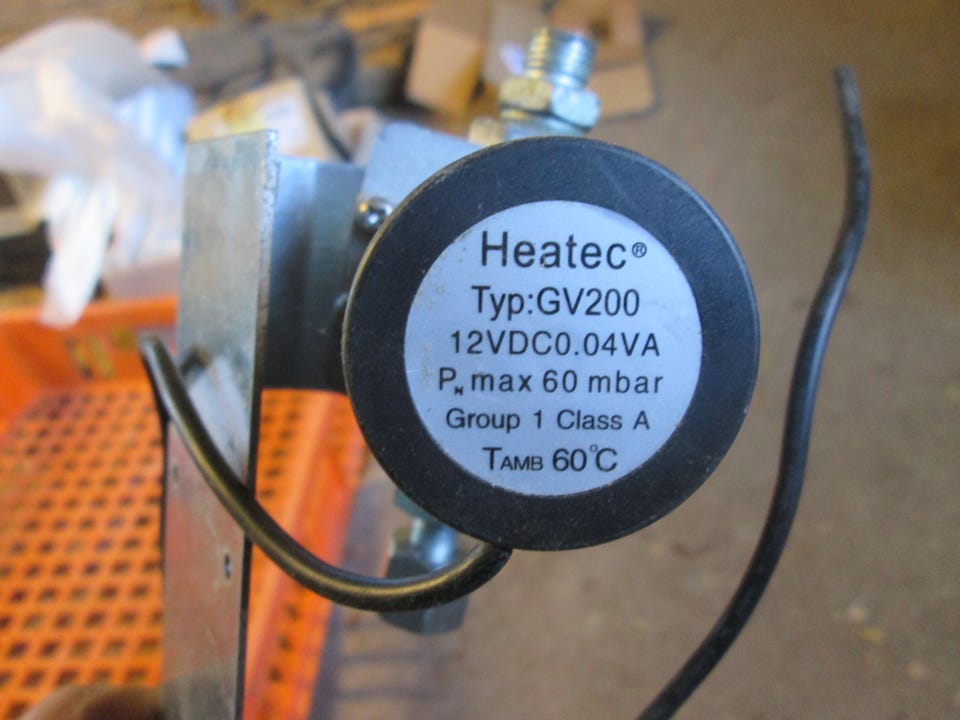 Heatec®
Typ:GV200
12VDC0.04VA
PN max 60 mbar
Group 1 Class A
TAMB 60°C